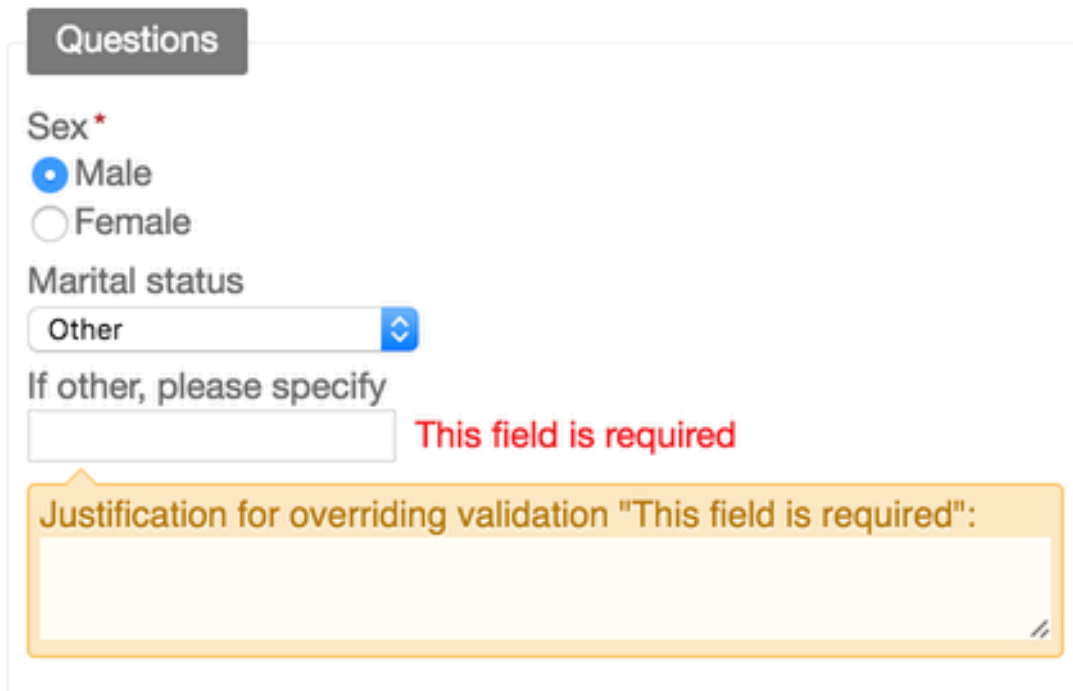 Questions
Sex*
Male
Female
Marital status
Other
If other, please specify
This field is required
Justification for overriding validation "This field is required":